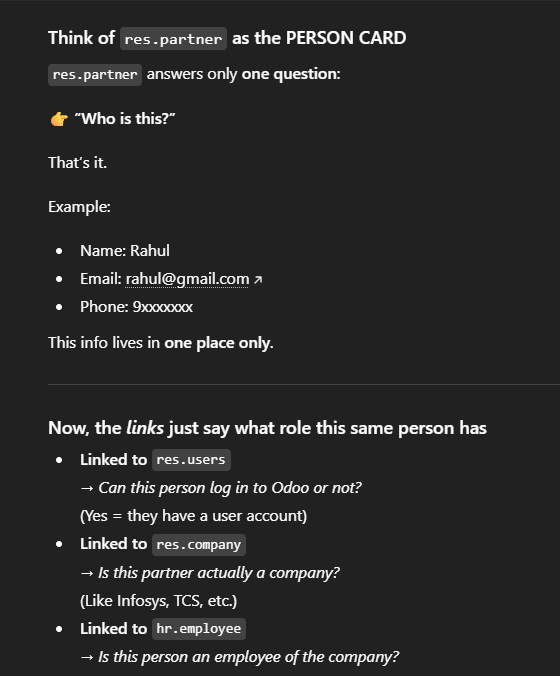 Think of res.partner as the PERSON CARD
res.partner answers only one question:
👉 “Who is this?”
That’s it.
Example:
• Name: Rahul
• Email: rahul@gmail.com ↗
• Phone: 9xxxxxxx
This info lives in one place only.
Now, the links just say what role this same person has
• Linked to res.users
→ Can this person log in to Odoo or not?
(Yes = they have a user account)
• Linked to res.company
→ Is this partner actually a company?
(Like Infosys, TCS, etc.)
• Linked to hr.employee
→ Is this person an employee of the company?